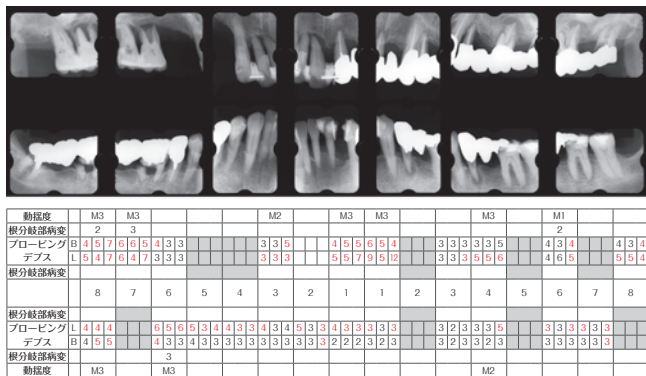 動揺度 M3 M3 M2 M3 M3 M3 M1
根分岐部病変 2 3 2
プロービング B 4 5 7 6 6 5 4 3 3 3 3 5 4 5 5 6 5 4 3 3 3 3 3 5 4 3 4 4 3 4
デプス L 5 4 7 6 4 7 3 3 3 3 3 3 5 5 7 9 5 12 3 3 3 5 5 6 4 6 5 5 5 4
根分岐部病変
8 7 6 5 4 3 2 1 1 2 3 4 5 6 7 8
根分岐部病変
プロービング L 4 4 4 6 5 6 5 3 4 4 3 3 4 3 4 5 3 3 4 3 3 3 3 3 3 2 3 3 3 5 3 3 3 3 3 3
デプス B 4 5 5 4 3 3 4 3 3 4 3 3 3 3 3 3 3 3 2 2 2 3 2 3 3 2 3 3 2 3 3 3 3 3 3 3
根分岐部病変 3
動揺度 M3 M3 M2